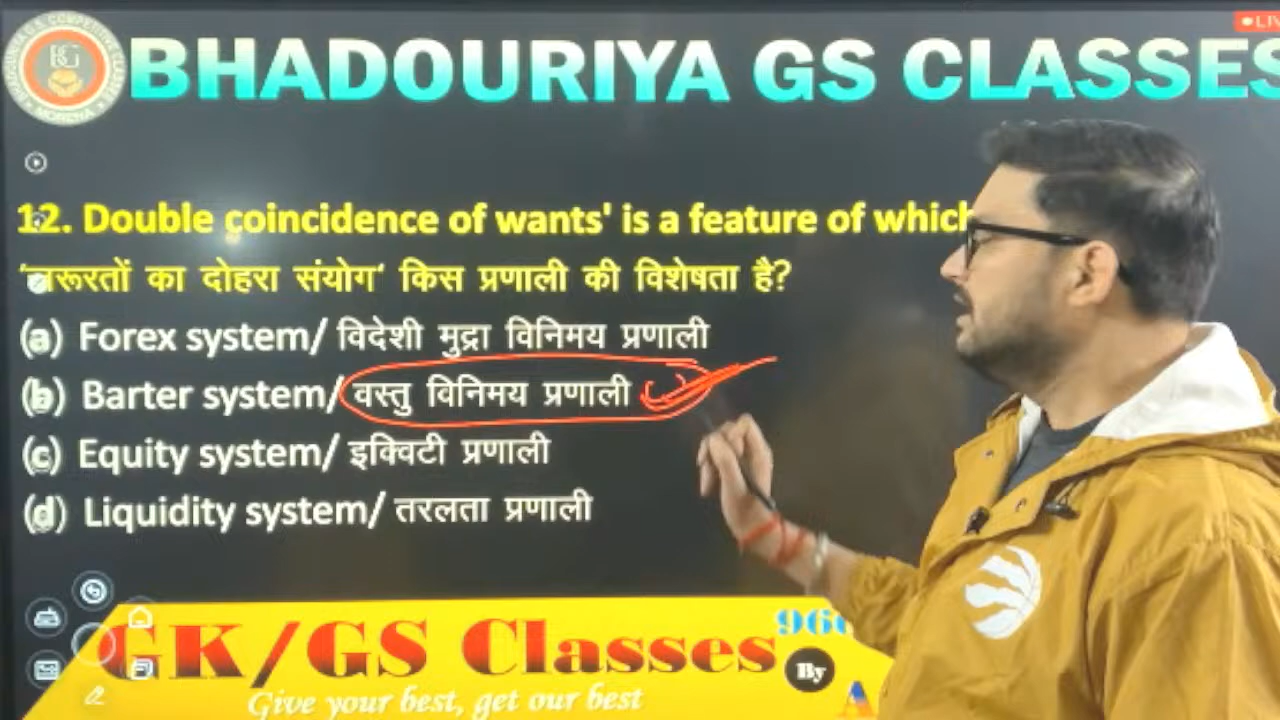 LIV
BHADOURIYA GS CLASSES
12. Double coincidence of wants' is a feature of which
'जरूरतों का दोहरा संयोग' किस प्रणाली की विशेषता है?
(a) Forex system/ विदेशी मुद्रा विनिमय प्रणाली
(b) Barter system/ वस्तु विनिमय प्रणाली
(c) Equity system/ इक्विटी प्रणाली
(d) Liquidity system/ तरलता प्रणाली
GK/GS Classes
Give your best, get our best
By
A